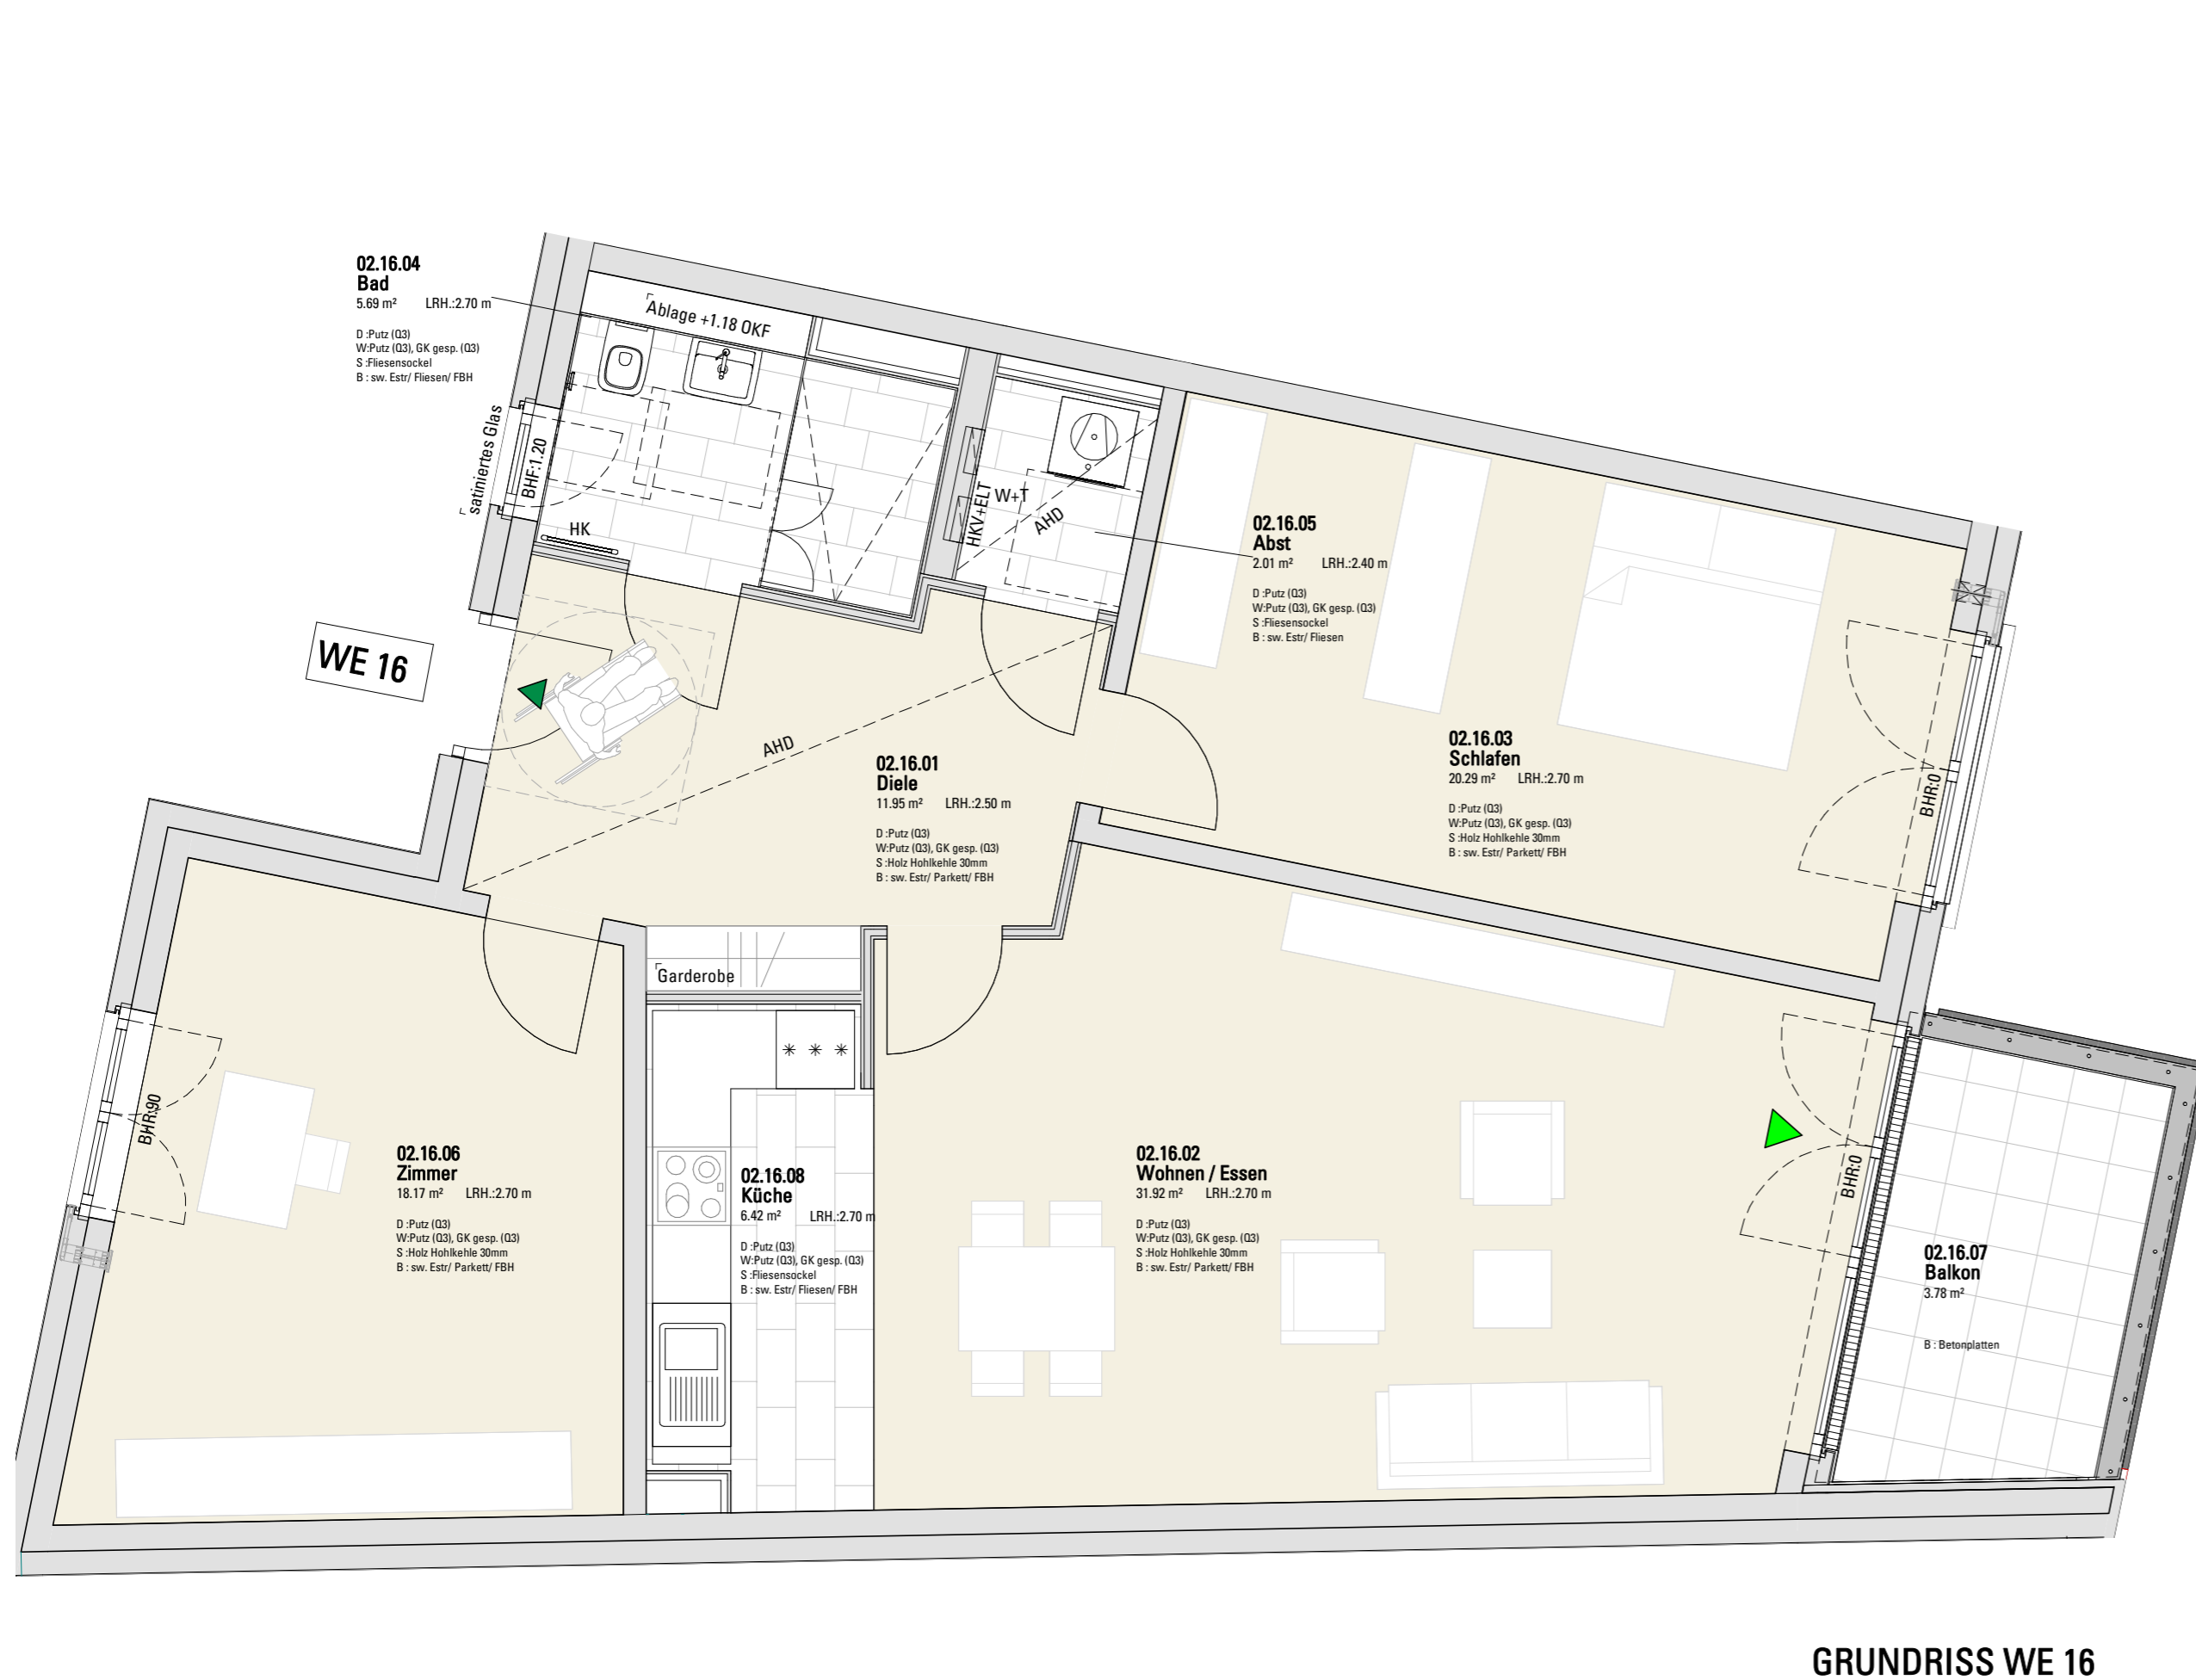 02.16.04
Bad
5.69 m² LRH.:2.70 m
D :Putz (Q3)
W:Putz (Q3), GK gesp. (Q3)
S :Fliesensockel
B : sw. Estr/ Fliesen/ FBH
Ablage +1.18 OKF
satiniertes Glas
BHF:1.20
HK
HKV+ELT
W+T
AHD
02.16.05
Abst
2.01 m² LRH.:2.40 m
D :Putz (Q3)
W:Putz (Q3), GK gesp. (Q3)
S :Fliesensockel
B : sw. Estr/ Fliesen
WE 16
AHD
02.16.01
Diele
11.95 m² LRH.:2.50 m
D :Putz (Q3)
W:Putz (Q3), GK gesp. (Q3)
S :Holz Hohlkehle 30mm
B : sw. Estr/ Parkett/ FBH
02.16.03
Schlafen
20.29 m² LRH.:2.70 m
D :Putz (Q3)
W:Putz (Q3), GK gesp. (Q3)
S :Holz Hohlkehle 30mm
B : sw. Estr/ Parkett/ FBH
BHR:0
Garderobe
BHR:90
02.16.06
Zimmer
18.17 m² LRH.:2.70 m
D :Putz (Q3)
W:Putz (Q3), GK gesp. (Q3)
S :Holz Hohlkehle 30mm
B : sw. Estr/ Parkett/ FBH
02.16.08
Küche
6.42 m² LRH.:2.70 m
D :Putz (Q3)
W:Putz (Q3), GK gesp. (Q3)
S :Fliesensockel
B : sw. Estr/ Fliesen/ FBH
02.16.02
Wohnen / Essen
31.92 m² LRH.:2.70 m
D :Putz (Q3)
W:Putz (Q3), GK gesp. (Q3)
S :Holz Hohlkehle 30mm
B : sw. Estr/ Parkett/ FBH
BHR:0
02.16.07
Balkon
3.78 m²
B : Betonplatten
GRUNDRISS WE 16